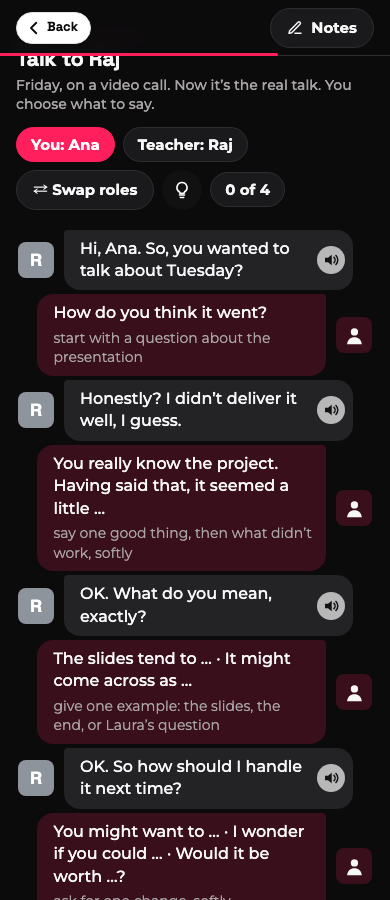 Back
Notes
Talk to Raj
Friday, on a video call. Now it's the real talk. You
choose what to say.
You: Ana
Teacher: Raj
Swap roles
0 of 4
R
Hi, Ana. So, you wanted to
talk about Tuesday?
How do you think it went?
start with a question about the
presentation
R
Honestly? I didn't deliver it
well, I guess.
You really know the project.
Having said that, it seemed a
little ...
say one good thing, then what didn't
work, softly
R
OK. What do you mean,
exactly?
The slides tend to ... · It might
come across as ...
give one example: the slides, the
end, or Laura's question
R
OK. So how should I handle
it next time?
You might want to ... · I wonder
if you could ... · Would it be
worth ...?
ask for one change, softly